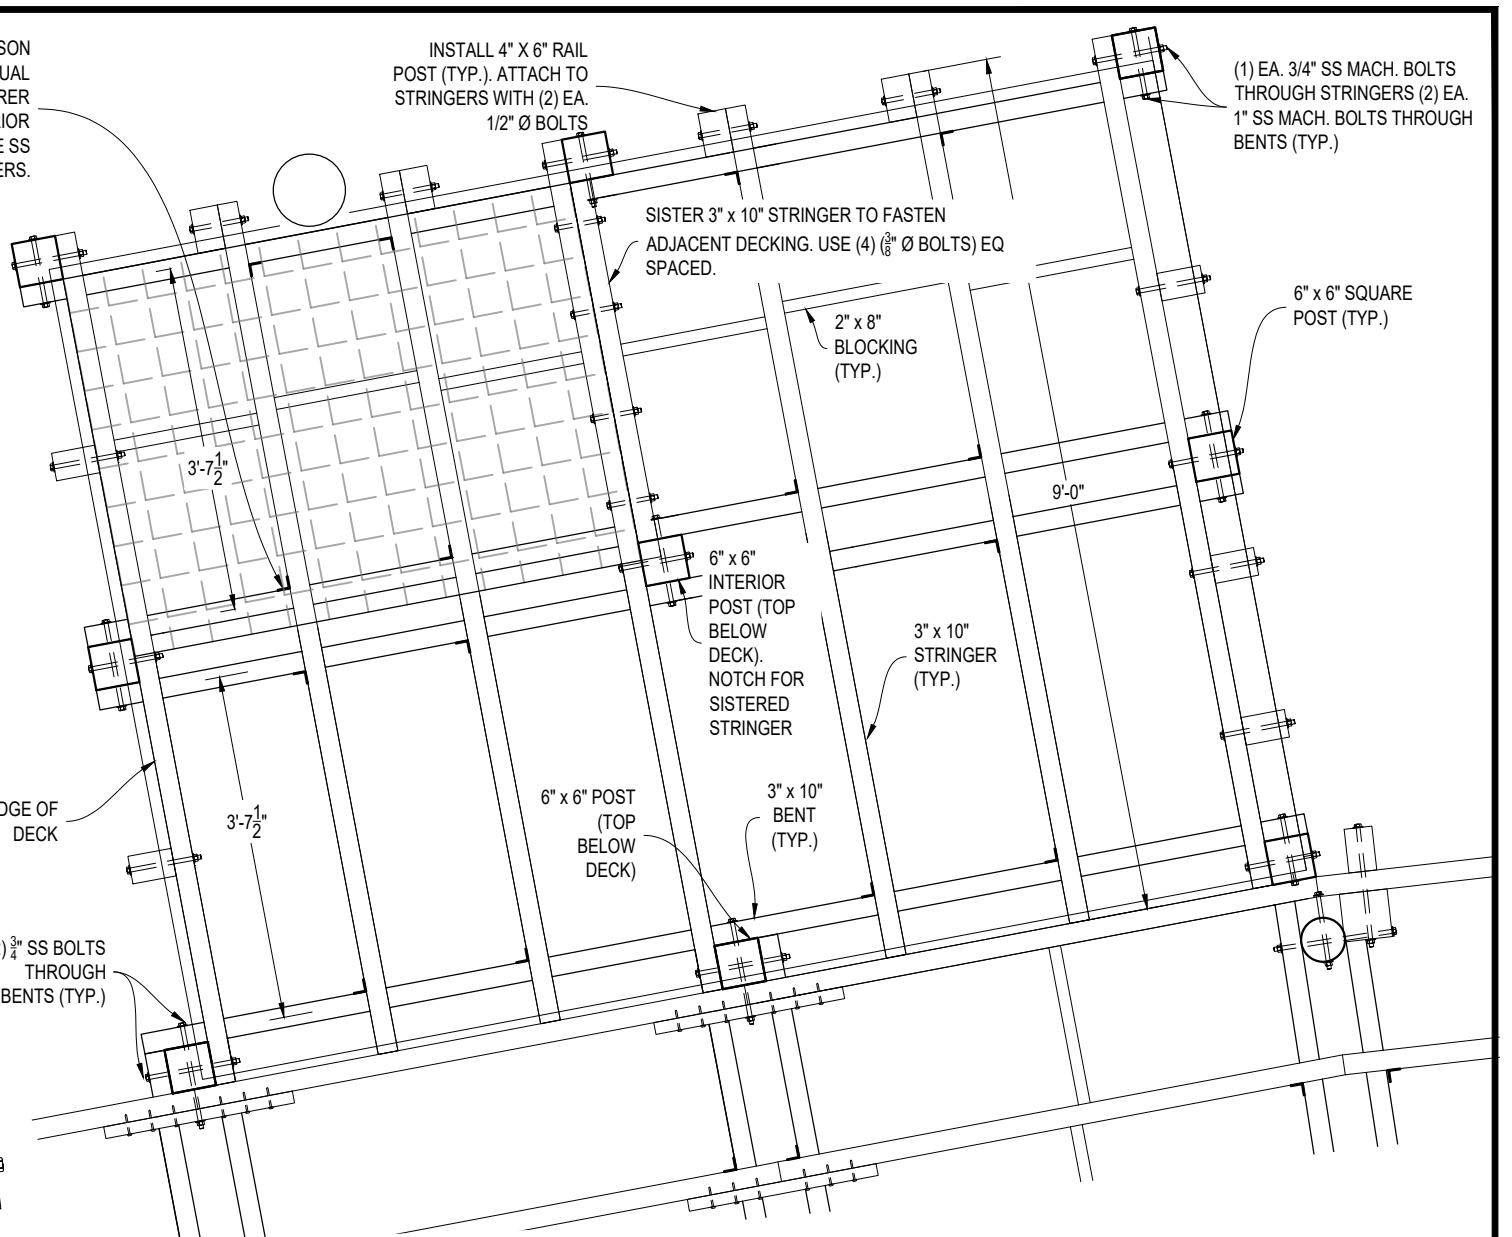 SON
UAL
RER
IOR
E SS
ERS.
INSTALL 4" X 6" RAIL
POST (TYP.). ATTACH TO
STRINGERS WITH (2) EA.
1/2" Ø BOLTS
(1) EA. 3/4" SS MACH. BOLTS
THROUGH STRINGERS (2) EA.
1" SS MACH. BOLTS THROUGH
BENTS (TYP.)
SISTER 3" x 10" STRINGER TO FASTEN
ADJACENT DECKING. USE (4) (3/8" Ø BOLTS) EQ
SPACED.
6" x 6" SQUARE
POST (TYP.)
2" x 8"
BLOCKING
(TYP.)
3'-7 1/2"
9'-0"
6" x 6"
INTERIOR
POST (TOP
BELOW
DECK).
NOTCH FOR
SISTERED
STRINGER
3" x 10"
STRINGER
(TYP.)
DGE OF
DECK
3'-7 1/2"
6" x 6" POST
(TOP
BELOW
DECK)
3" x 10"
BENT
(TYP.)
) 3/4" SS BOLTS
THROUGH
BENTS (TYP.)